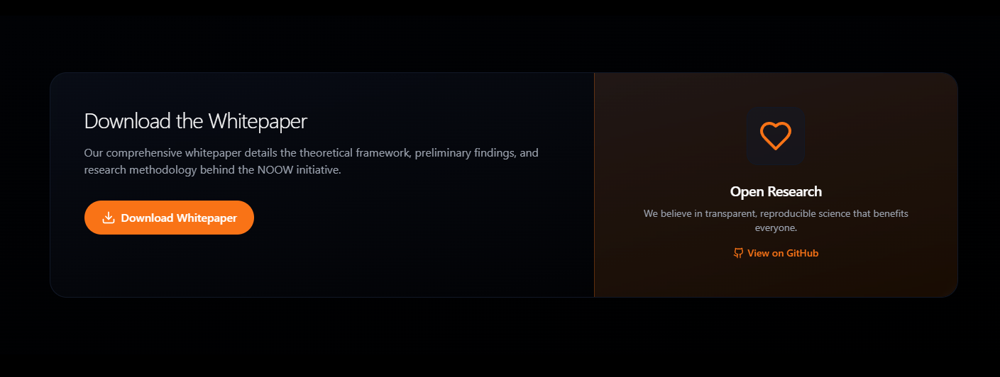 Download the Whitepaper
Our comprehensive whitepaper details the theoretical framework, preliminary findings, and
research methodology behind the NOOW initiative.
Download Whitepaper
Open Research
We believe in transparent, reproducible science that benefits
everyone.
View on GitHub